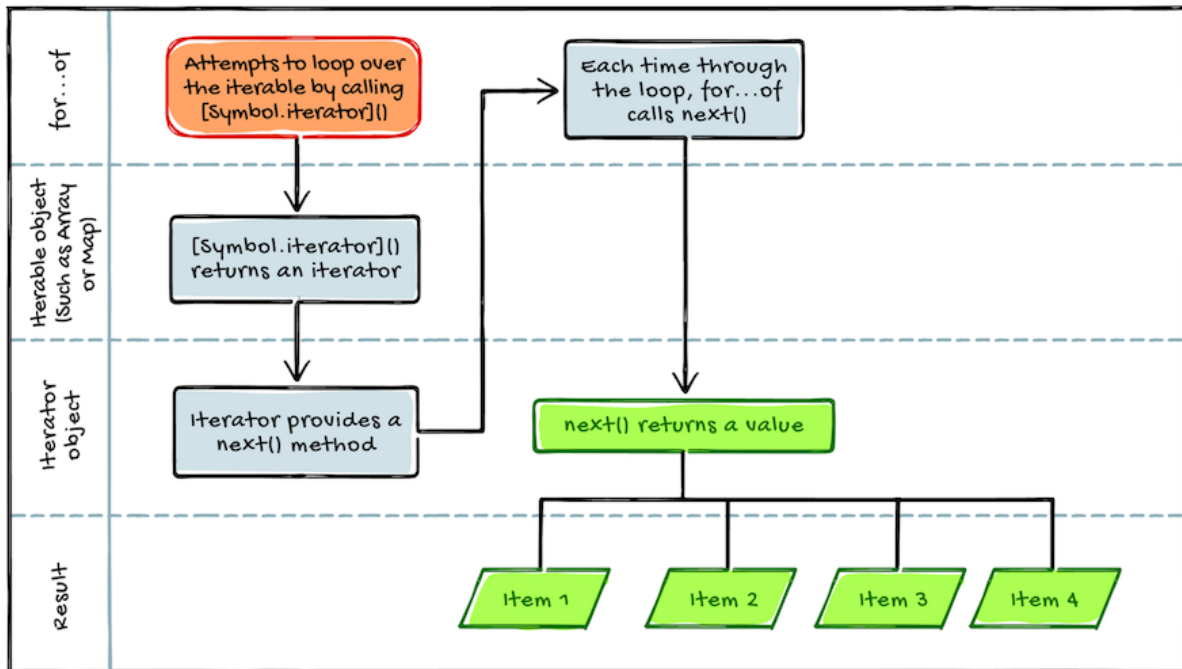 for...of
Attempts to loop over
the iterable by calling
[Symbol.iterator]()
Each time through
the loop, for...of
calls next()
Iterable object
(Such as Array
or Map)
[Symbol.iterator]()
returns an iterator
Iterator
object
Iterator provides a
next() method
next() returns a value
Result
Item 1
Item 2
Item 3
Item 4